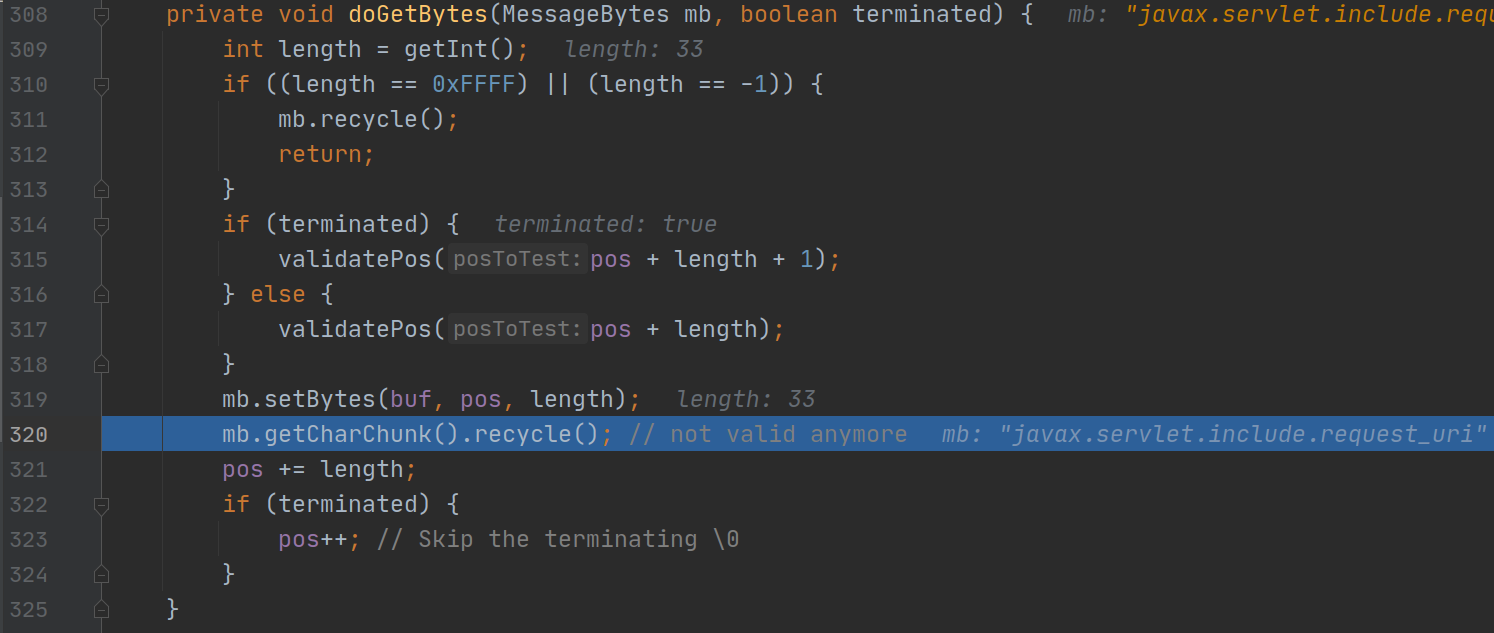 308 private void doGetBytes(MessageBytes mb, boolean terminated) { mb: "javax.servlet.include.requ
309 int length = getInt(); length: 33
310 if ((length == 0xFFFF) || (length == -1)) {
311 mb.recycle();
312 return;
313 }
314 if (terminated) { terminated: true
315 validatePos( posToTest: pos + length + 1);
316 } else {
317 validatePos( posToTest: pos + length);
318 }
319 mb.setBytes(buf, pos, length); length: 33
320 mb.getCharChunk().recycle(); // not valid anymore mb: "javax.servlet.include.request_uri"
321 pos += length;
322 if (terminated) {
323 pos++; // Skip the terminating \0
324 }
325 }